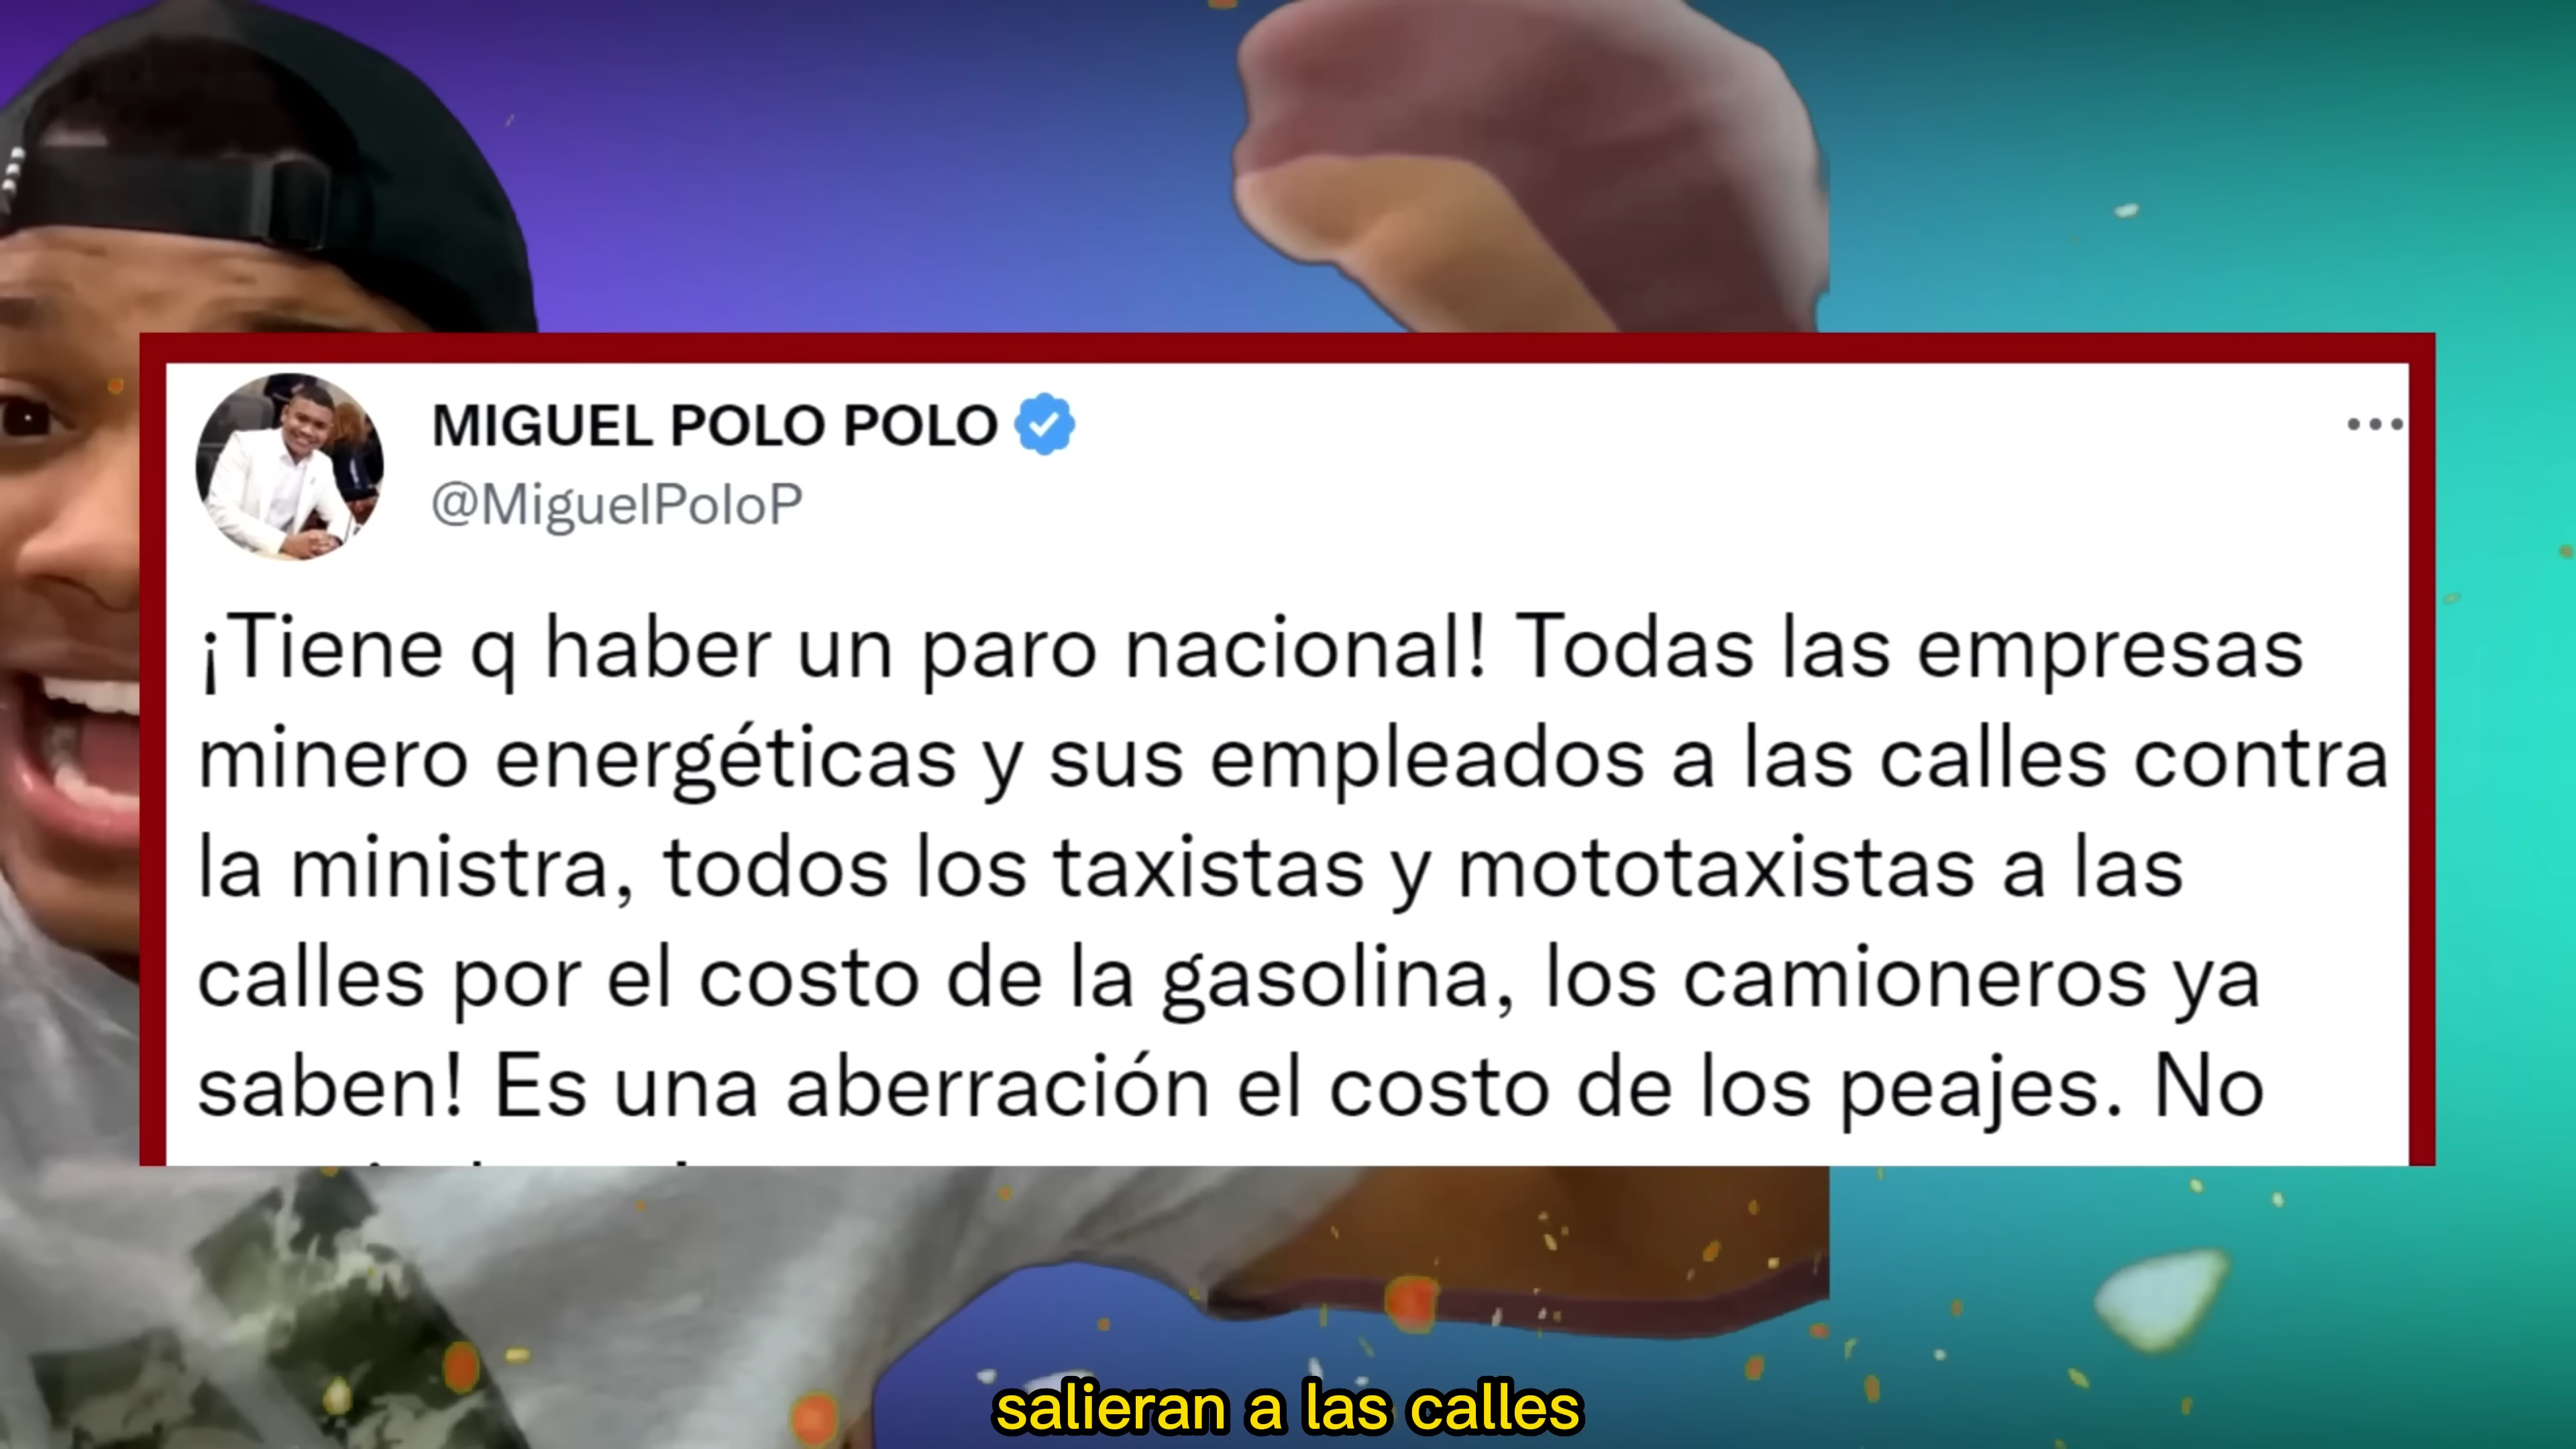 MIGUEL POLO POLO
@MiguelPoloP
¡Tiene q haber un paro nacional! Todas las empresas
minero energéticas y sus empleados a las calles contra
la ministra, todos los taxistas y mototaxistas a las
calles por el costo de la gasolina, los camioneros ya
saben! Es una aberración el costo de los peajes. No
salieran a las calles